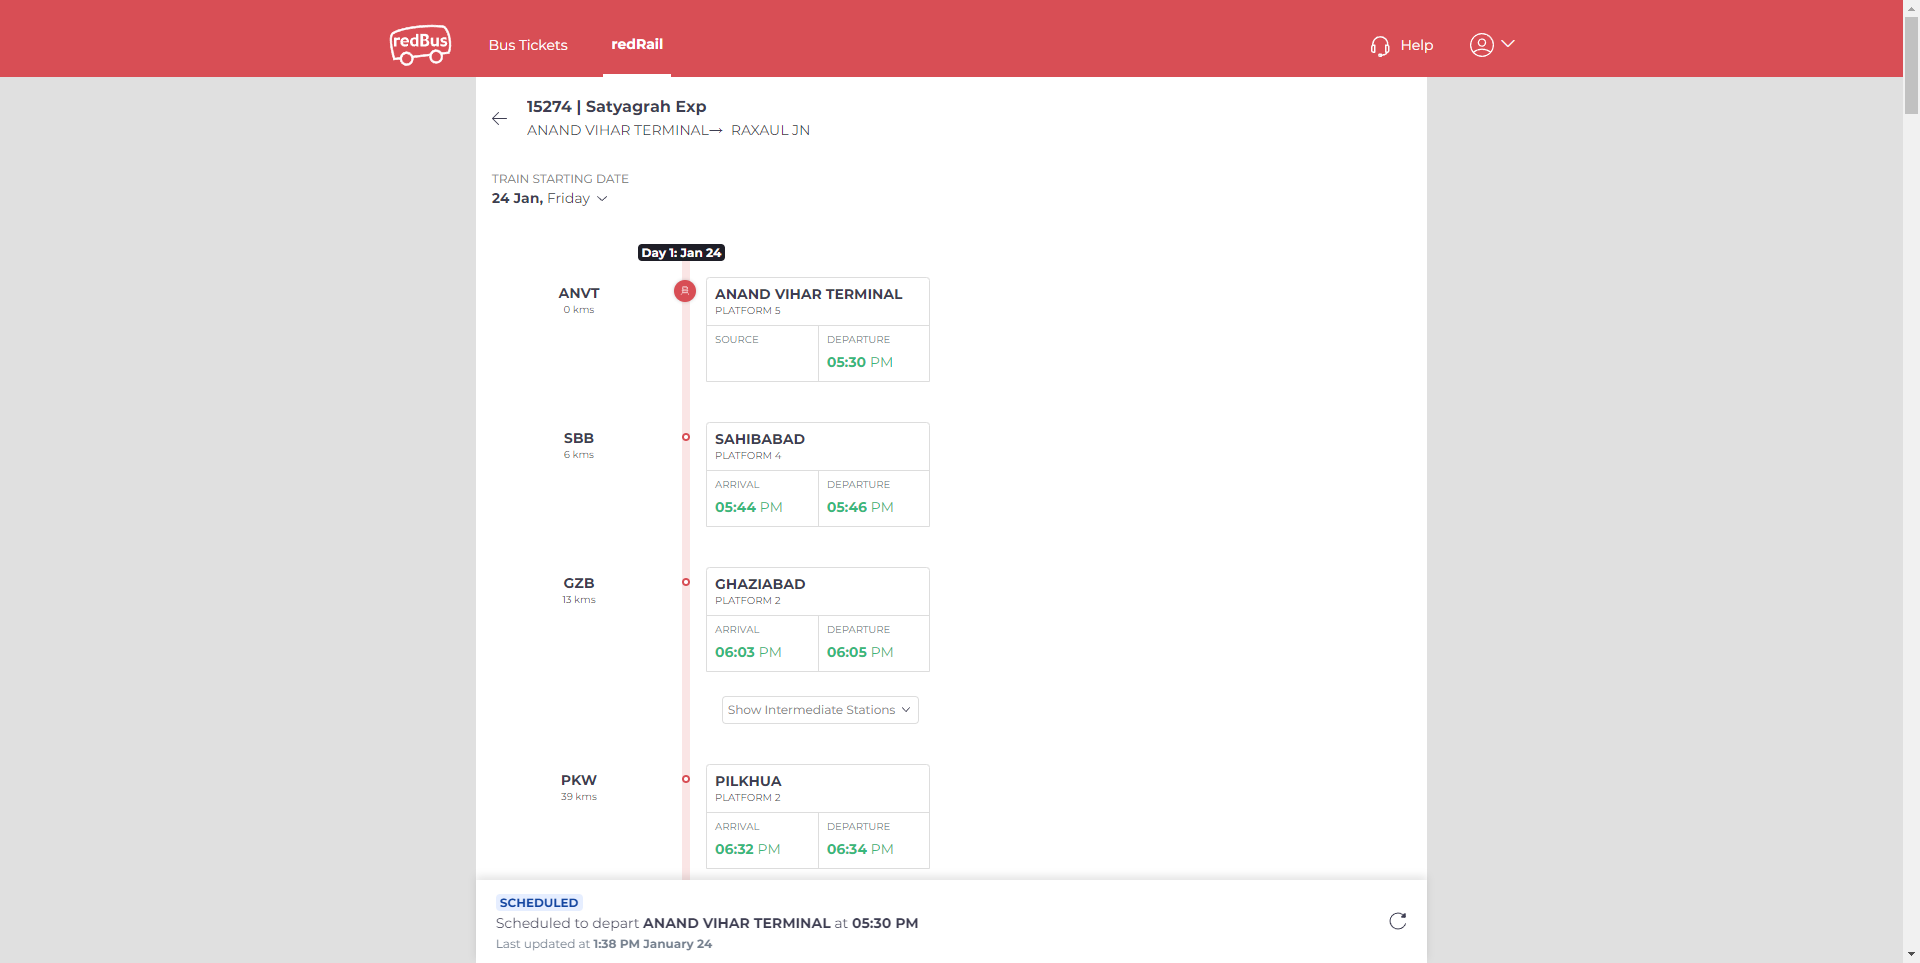 redBus
Bus Tickets
redRail
Help
15274 | Satyagrah Exp
ANAND VIHAR TERMINAL→ RAXAUL JN
TRAIN STARTING DATE
24 Jan, Friday
Day 1: Jan 24
ANVT
0 kms
ANAND VIHAR TERMINAL
PLATFORM 5
SOURCE
DEPARTURE
05:30 PM
SBB
6 kms
SAHIBABAD
PLATFORM 4
ARRIVAL
DEPARTURE
05:44 PM
05:46 PM
GZB
13 kms
GHAZIABAD
PLATFORM 2
ARRIVAL
DEPARTURE
06:03 PM
06:05 PM
Show Intermediate Stations
PKW
39 kms
PILKHUA
PLATFORM 2
ARRIVAL
DEPARTURE
06:32 PM
06:34 PM
SCHEDULED
Scheduled to depart ANAND VIHAR TERMINAL at 05:30 PM
Last updated at 1:38 PM January 24